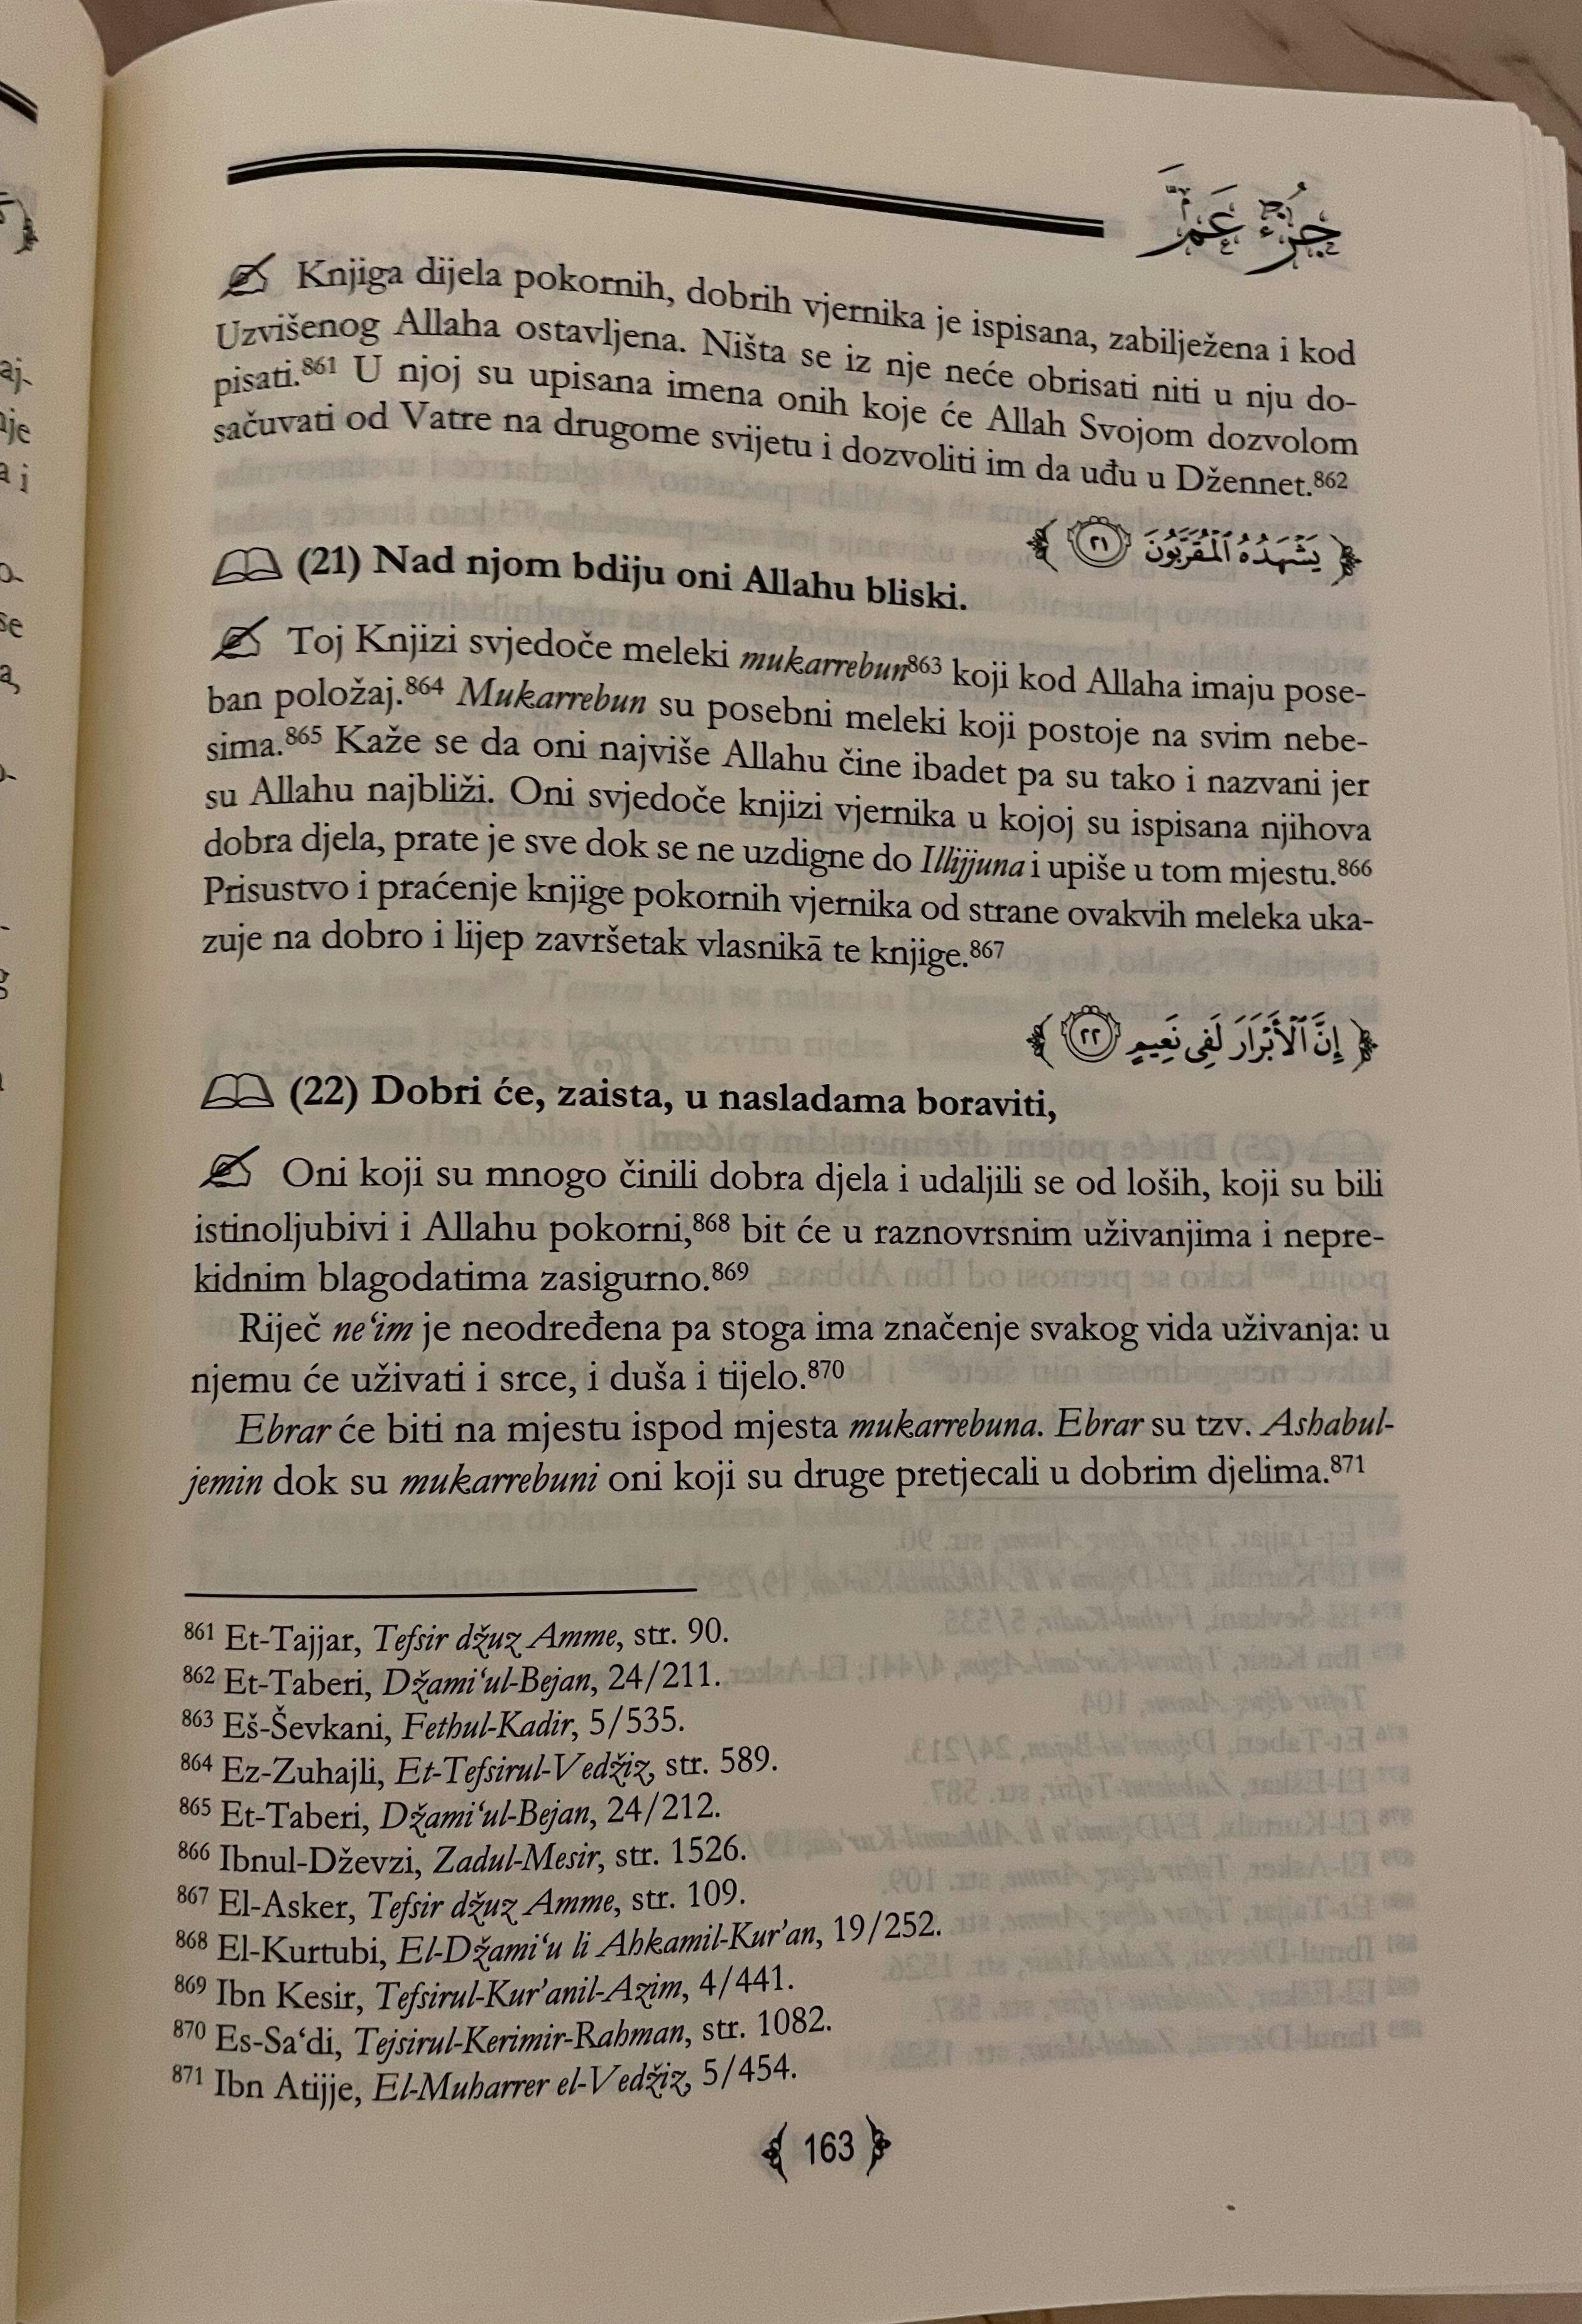 جزء عم
Knjiga dijela pokornih, dobrih vjernika je ispisana, zabilježena i kod
Uzvišenog Allaha ostavljena. Ništa se iz nje neće obrisati niti u nju do-
pisati.861 U njoj su upisana imena onih koje će Allah Svojom dozvolom
sačuvati od Vatre na drugome svijetu i dozvoliti im da uđu u Džennet.862
﴿ يَشْهَدُهُ ٱلْمُقَرَّبُونَ ٢١ ﴾
(21) Nad njom bdiju oni Allahu bliski.
Toj Knjizi svjedoče meleki mukarrebun863 koji kod Allaha imaju pose-
ban položaj.864 Mukarrebun su posebni meleki koji postoje na svim nebe-
sima.865 Kaže se da oni najviše Allahu čine ibadet pa su tako i nazvani jer
su Allahu najbliži. Oni svjedoče knjizi vjernika u kojoj su ispisana njihova
dobra djela, prate je sve dok se ne uzdigne do Illijjuna i upiše u tom mjestu.866
Prisustvo i praćenje knjige pokornih vjernika od strane ovakvih meleka uka-
zuje na dobro i lijep završetak vlasnikā te knjige.867
﴿ إِنَّ ٱلْأَبْرَارَ لَفِى نَعِيمٍ ٢٢ ﴾
(22) Dobri će, zaista, u nasladama boraviti,
Oni koji su mnogo činili dobra djela i udaljili se od loših, koji su bili
istinoljubivi i Allahu pokorni,868 bit će u raznovrsnim uživanjima i nepre-
kidnim blagodatima zasigurno.869
Riječ ne‘im je neodređena pa stoga ima značenje svakog vida uživanja: u
njemu će uživati i srce, i duša i tijelo.870
Ebrar će biti na mjestu ispod mjesta mukarrebuna. Ebrar su tzv. Ashabul-
jemin dok su mukarrebuni oni koji su druge pretjecali u dobrim djelima.871
861 Et-Tajjar, Tefsir džuz Amme, str. 90.
862 Et-Taberi, Džami‘ul-Bejan, 24/211.
863 Eš-Ševkani, Fethul-Kadir, 5/535.
864 Ez-Zuhajli, Et-Tefsirul-Vedžiz, str. 589.
865 Et-Taberi, Džami‘ul-Bejan, 24/212.
866 Ibnul-Dževzi, Zadul-Mesir, str. 1526.
867 El-Asker, Tefsir džuz Amme, str. 109.
868 El-Kurtubi, El-Džami‘u li Ahkamil-Kur’an, 19/252.
869 Ibn Kesir, Tefsirul-Kur’anil-Azim, 4/441.
870 Es-Sa‘di, Tejsirul-Kerimir-Rahman, str. 1082.
871 Ibn Atijje, El-Muharrer el-Vedžiz, 5/454.
163